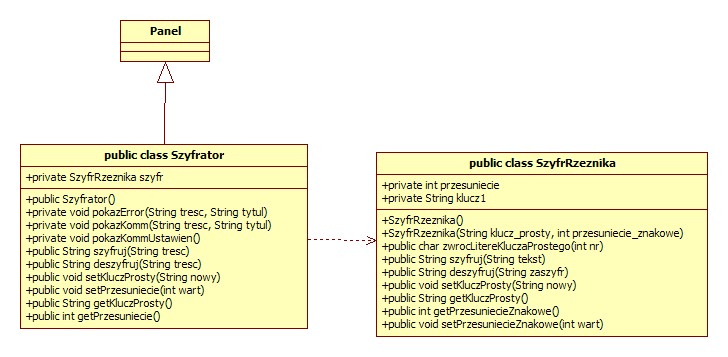 Panel
public class Szyfrator
+private SzyfrRzeznika szyfr
+public Szyfrator()
+private void pokazError(String tresc, String tytul)
+private void pokazKomm(String tresc, String tytul)
+private void pokazKommUstawien()
+public String szyfruj(String tresc)
+public String deszyfruj(String tresc)
+public void setKluczProsty(String nowy)
+public void setPrzesuniecie(int wart)
+public String getKluczProsty()
+public int getPrzesuniecie()
public class SzyfrRzeznika
+private int przesuniecie
+private String klucz1
+SzyfrRzeznika()
+SzyfrRzeznika(String klucz_prosty, int przesuniecie_znakowe)
+public char zwrocLitereKluczaProstego(int nr)
+public String szyfruj(String tekst)
+public String deszyfruj(String zaszyfr)
+public void setKluczProsty(String nowy)
+public String getKluczProsty()
+public int getPrzesuniecieZnakowe()
+public void setPrzesuniecieZnakowe(int wart)